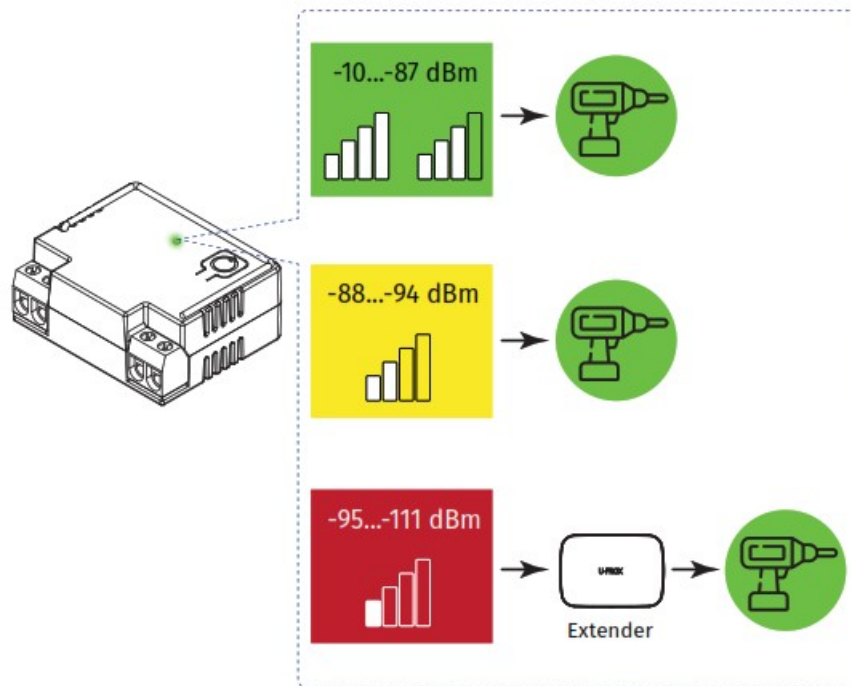 -10...-87 dBm
-88...-94 dBm
-95...-111 dBm
U-PROX
Extender